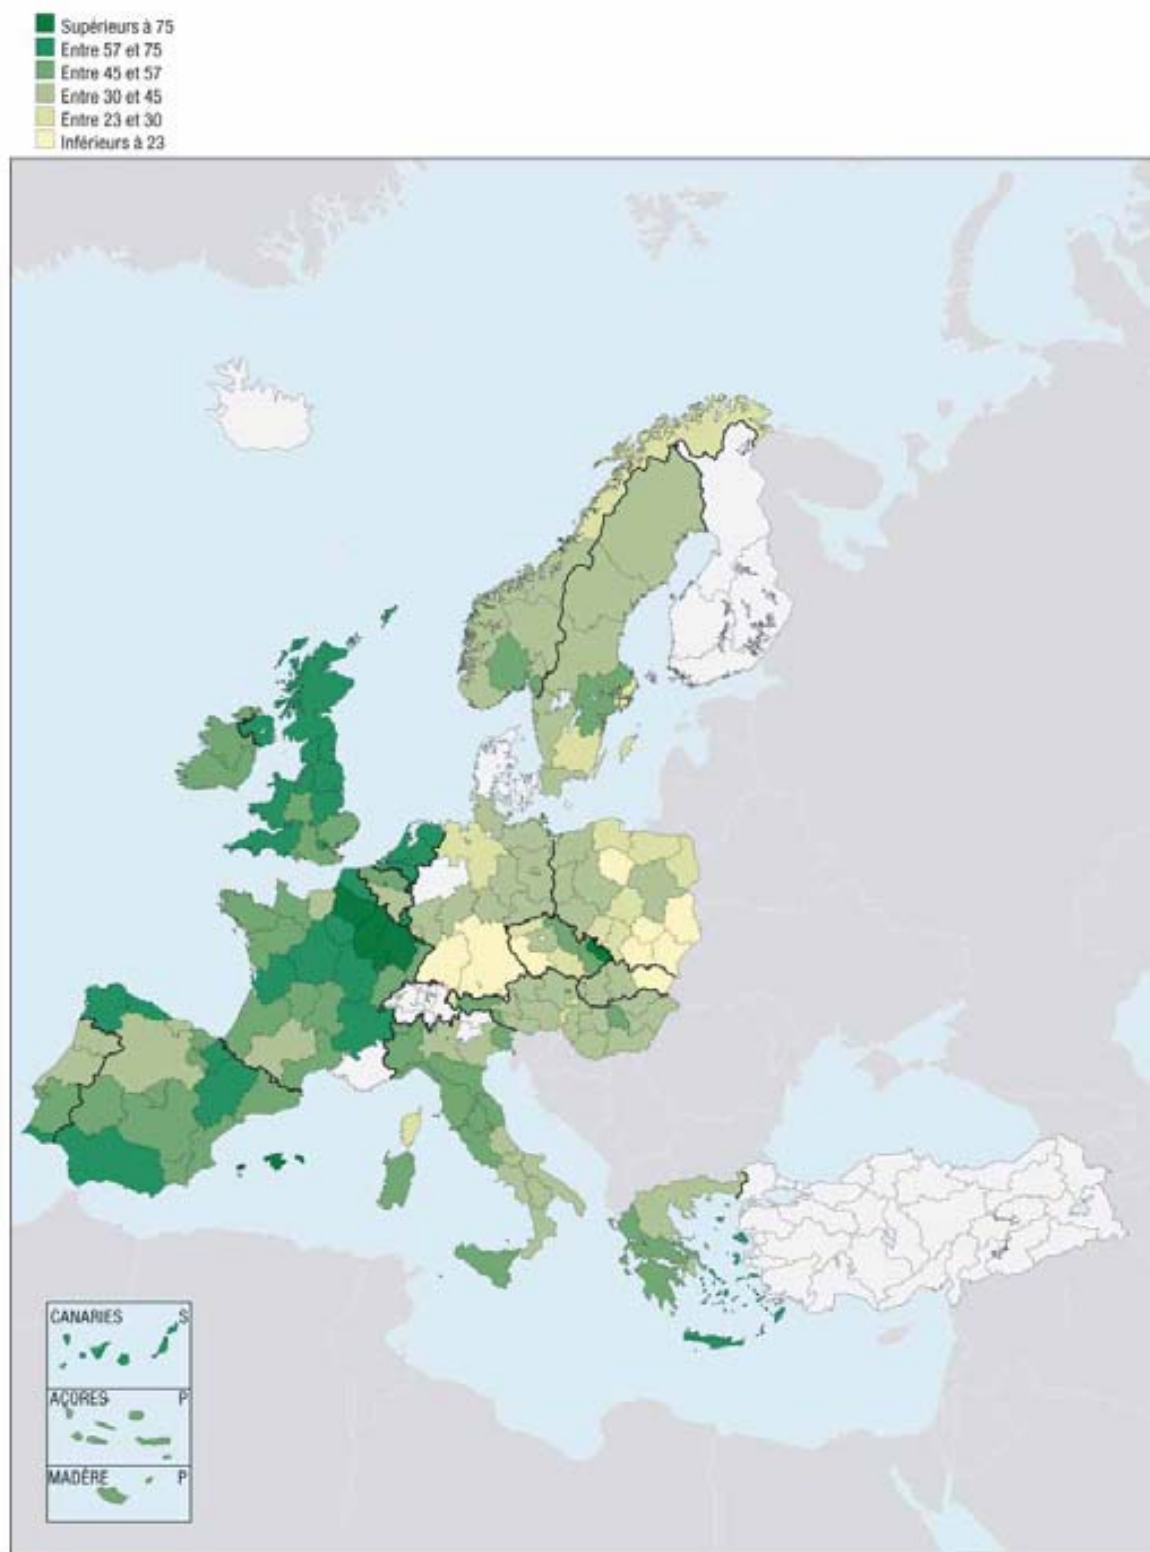 Supérieurs à 75
Entre 57 et 75
Entre 45 et 57
Entre 30 et 45
Entre 23 et 30
Inférieurs à 23
CANARIES S
AÇORES P
MADÈRE P